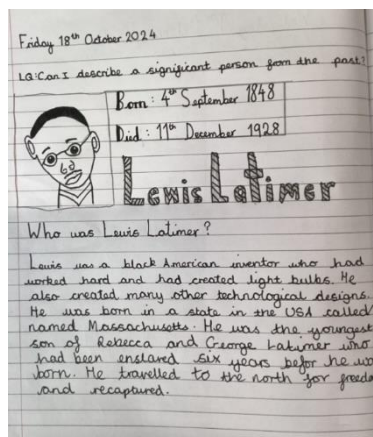 Friday 18th October 2024
LQ: Can I describe a significant person from the past?
Born: 4th September 1848
Died: 11th December 1928
Lewis Latimer
Who was Lewis Latimer?
Lewis was a black American inventor who had
worked hard and had created light bulbs. He
also created many other technological designs.
He was born in a state in the USA called
named Massachusetts. He was the youngest
son of Rebecca and George Latimer who
had been enslaved six years befor he wa
born. He travelled to the north for freedo
and recaptured.